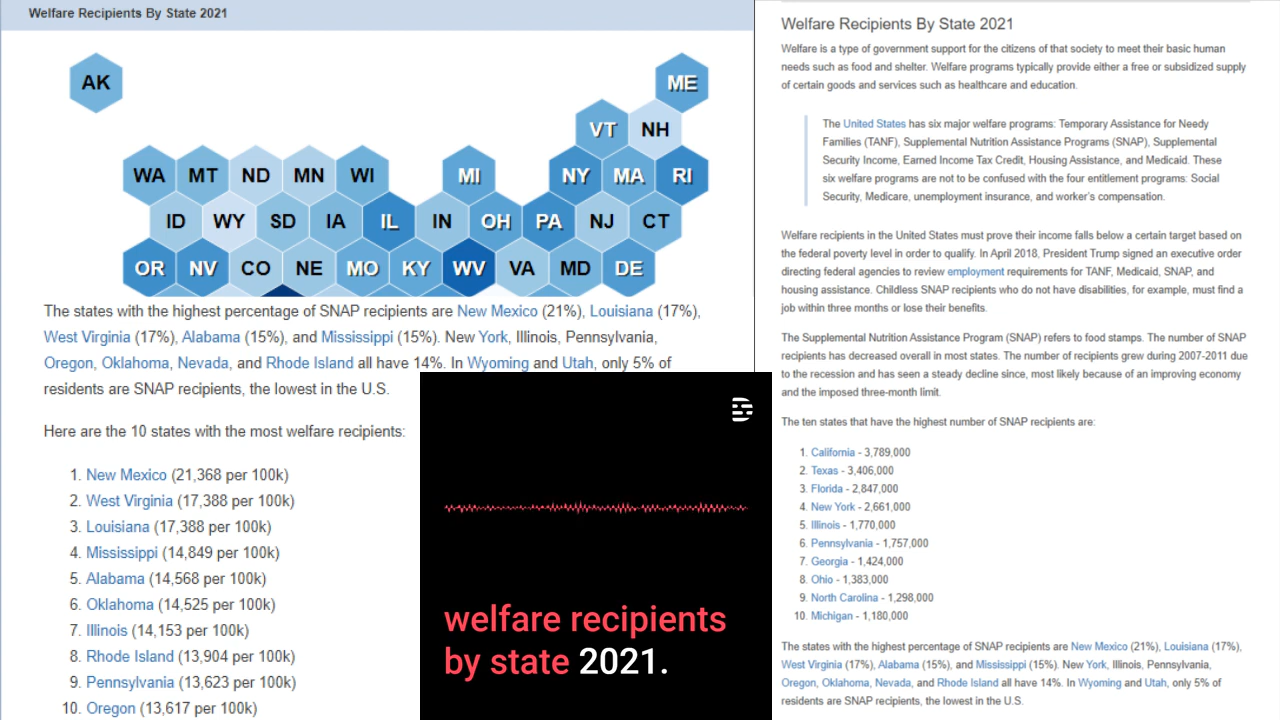 Welfare Recipients By State 2021
AK
ME
VT NH
WA MT ND MN WI MI NY MA RI
ID WY SD IA IL IN OH PA NJ CT
OR NV CO NE MO KY WV VA MD DE
The states with the highest percentage of SNAP recipients are New Mexico (21%), Louisiana (17%),
West Virginia (17%), Alabama (15%), and Mississippi (15%). New York, Illinois, Pennsylvania,
Oregon, Oklahoma, Nevada, and Rhode Island all have 14%. In Wyoming and Utah, only 5% of
residents are SNAP recipients, the lowest in the U.S.
Here are the 10 states with the most welfare recipients:
1. New Mexico (21,368 per 100k)
2. West Virginia (17,388 per 100k)
3. Louisiana (17,388 per 100k)
4. Mississippi (14,849 per 100k)
5. Alabama (14,568 per 100k)
6. Oklahoma (14,525 per 100k)
7. Illinois (14,153 per 100k)
8. Rhode Island (13,904 per 100k)
9. Pennsylvania (13,623 per 100k)
10. Oregon (13,617 per 100k)
welfare recipients
by state 2021.
Welfare Recipients By State 2021
Welfare is a type of government support for the citizens of that society to meet their basic human
needs such as food and shelter. Welfare programs typically provide either a free or subsidized supply
of certain goods and services such as healthcare and education.
The United States has six major welfare programs: Temporary Assistance for Needy
Families (TANF), Supplemental Nutrition Assistance Programs (SNAP), Supplemental
Security Income, Earned Income Tax Credit, Housing Assistance, and Medicaid. These
six welfare programs are not to be confused with the four entitlement programs: Social
Security, Medicare, unemployment insurance, and worker's compensation.
Welfare recipients in the United States must prove their income falls below a certain target based on
the federal poverty level in order to qualify. In April 2018, President Trump signed an executive order
directing federal agencies to review employment requirements for TANF, Medicaid, SNAP, and
housing assistance. Childless SNAP recipients who do not have disabilities, for example, must find a
job within three months or lose their benefits.
The Supplemental Nutrition Assistance Program (SNAP) refers to food stamps. The number of SNAP
recipients has decreased overall in most states. The number of recipients grew during 2007-2011 due
to the recession and has seen a steady decline since, most likely because of an improving economy
and the imposed three-month limit.
The ten states that have the highest number of SNAP recipients are:
1. California - 3,789,000
2. Texas - 3,406,000
3. Florida - 2,847,000
4. New York - 2,661,000
5. Illinois - 1,770,000
6. Pennsylvania - 1,757,000
7. Georgia - 1,424,000
8. Ohio - 1,383,000
9. North Carolina - 1,298,000
10. Michigan - 1,180,000
The states with the highest percentage of SNAP recipients are New Mexico (21%), Louisiana (17%),
West Virginia (17%), Alabama (15%), and Mississippi (15%). New York, Illinois, Pennsylvania,
Oregon, Oklahoma, Nevada, and Rhode Island all have 14%. In Wyoming and Utah, only 5% of
residents are SNAP recipients, the lowest in the U.S.